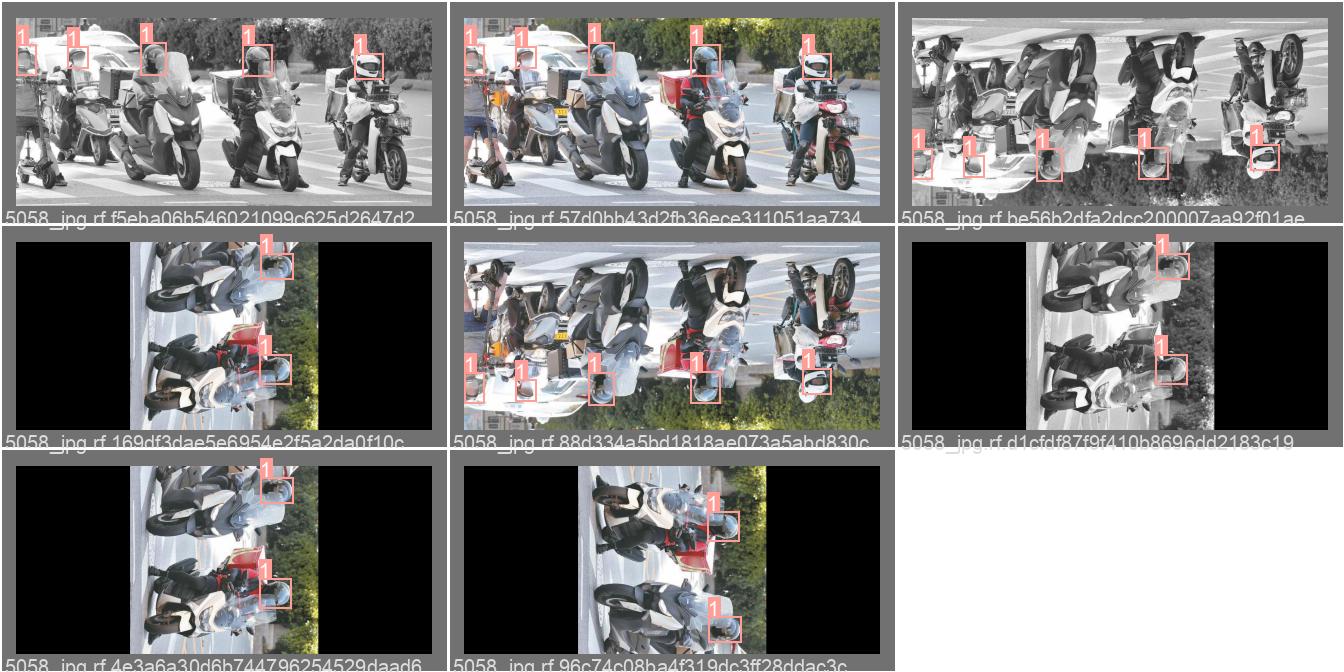 1 1 1 1 1
5058_jpg.rf.f5eba06b546021099c625d2647d2
1 1 1 1 1
5058_jpg.rf.57d0bb43d2fb36ece311051aa734
1 1 1 1 1
5058_jpg.rf.be56b2dfa2dcc200007aa92f01ae
1
1
5058_jpg.rf.169df3dae5e6954e2f5a2da0f10c
1 1 1 1 1
5058_jpg.rf.88d334a5bd1818ae073a5abd830c
1
1
5058_jpg.rf.d1cfdf87f9f410b8696dd2183c19
1
1
5058_jpg.rf.4e3a6a30d6b744796254529daad6
1
1
5058_jpg.rf.96c74c08ba4f319dc3ff28ddac3c